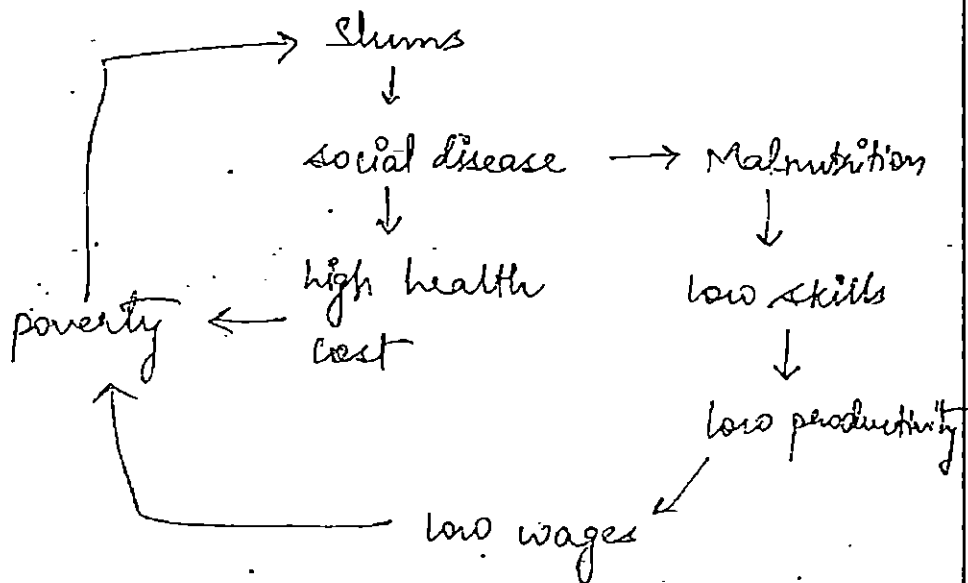 Slums
social disease → Malnutrition
high health low skills
poverty ← cost
low productivity
low wages